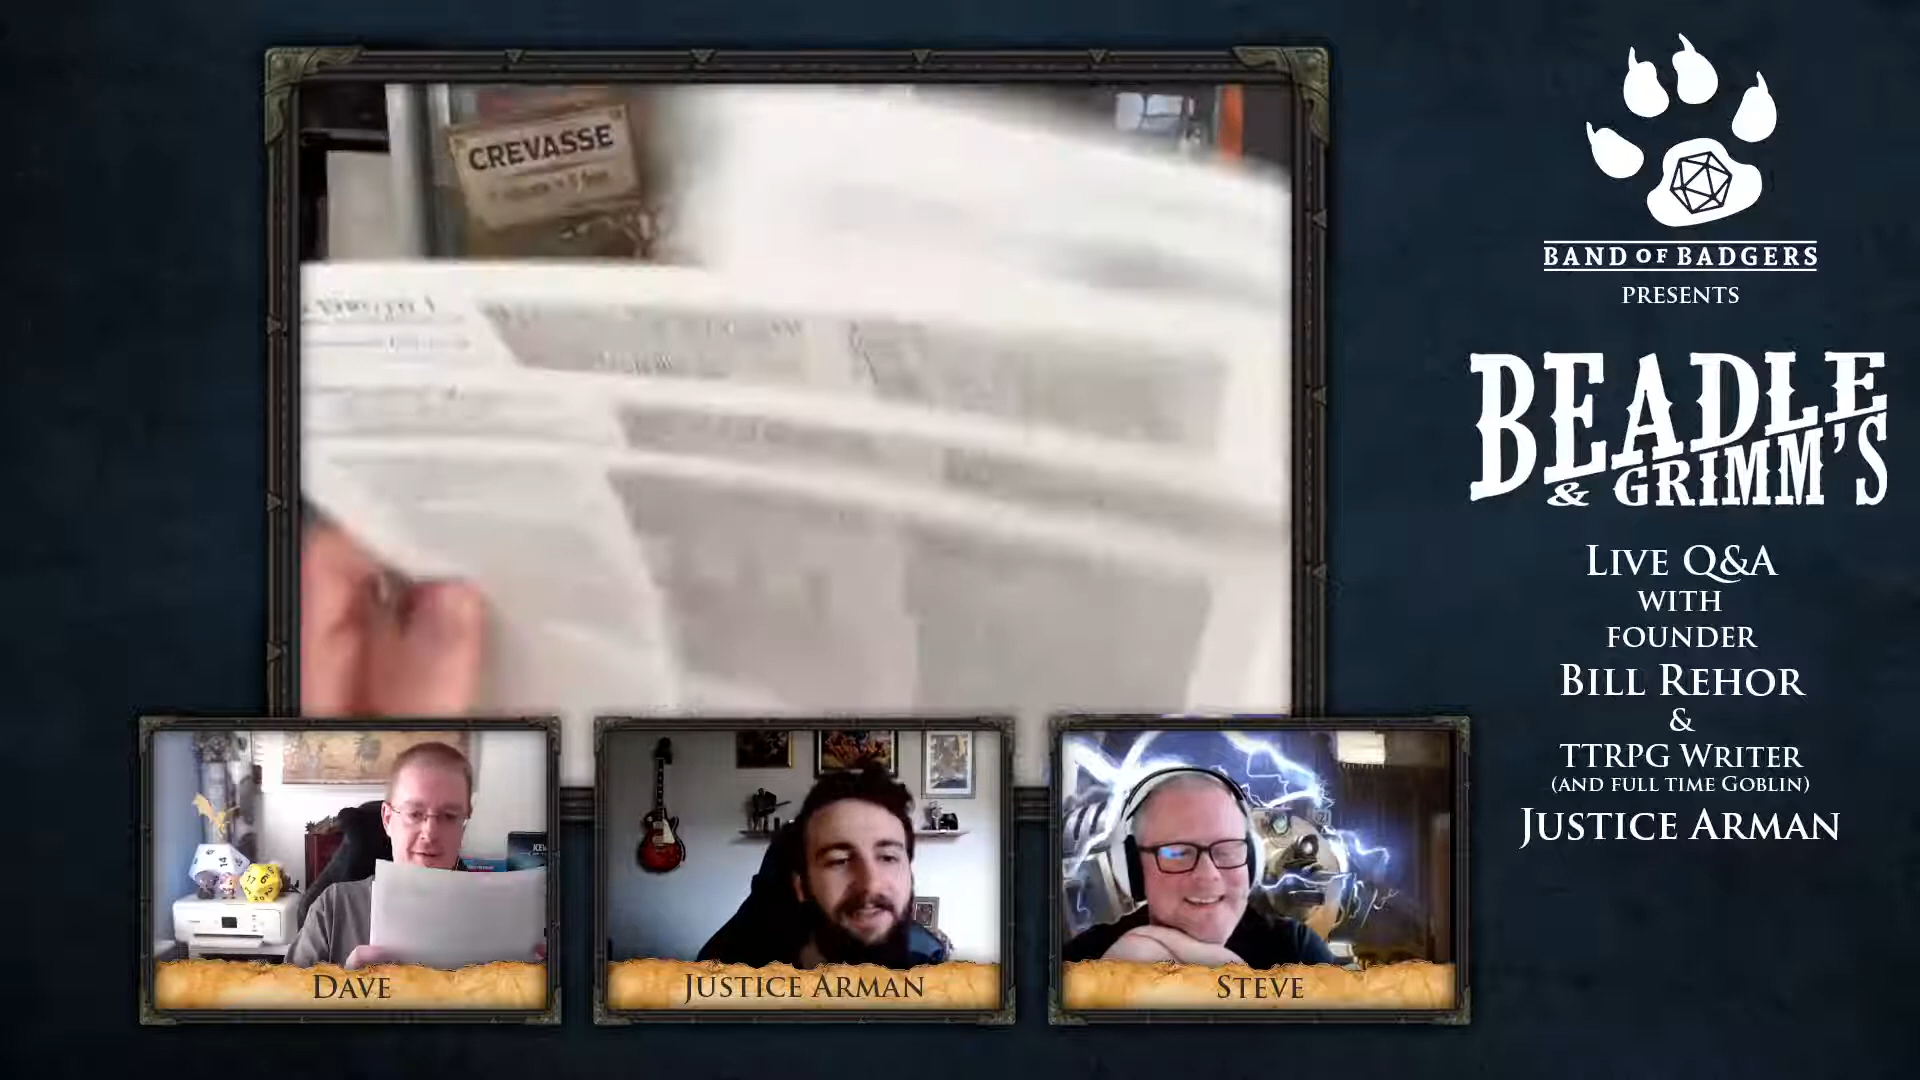 CREVASSE
BAND OF BADGERS
PRESENTS
BEADLE
& GRIMM'S
LIVE Q&A
WITH
FOUNDER
BILL REHOR
&
TTRPG WRITER
(AND FULL TIME GOBLIN)
JUSTICE ARMAN
DAVE
JUSTICE ARMAN
STEVE